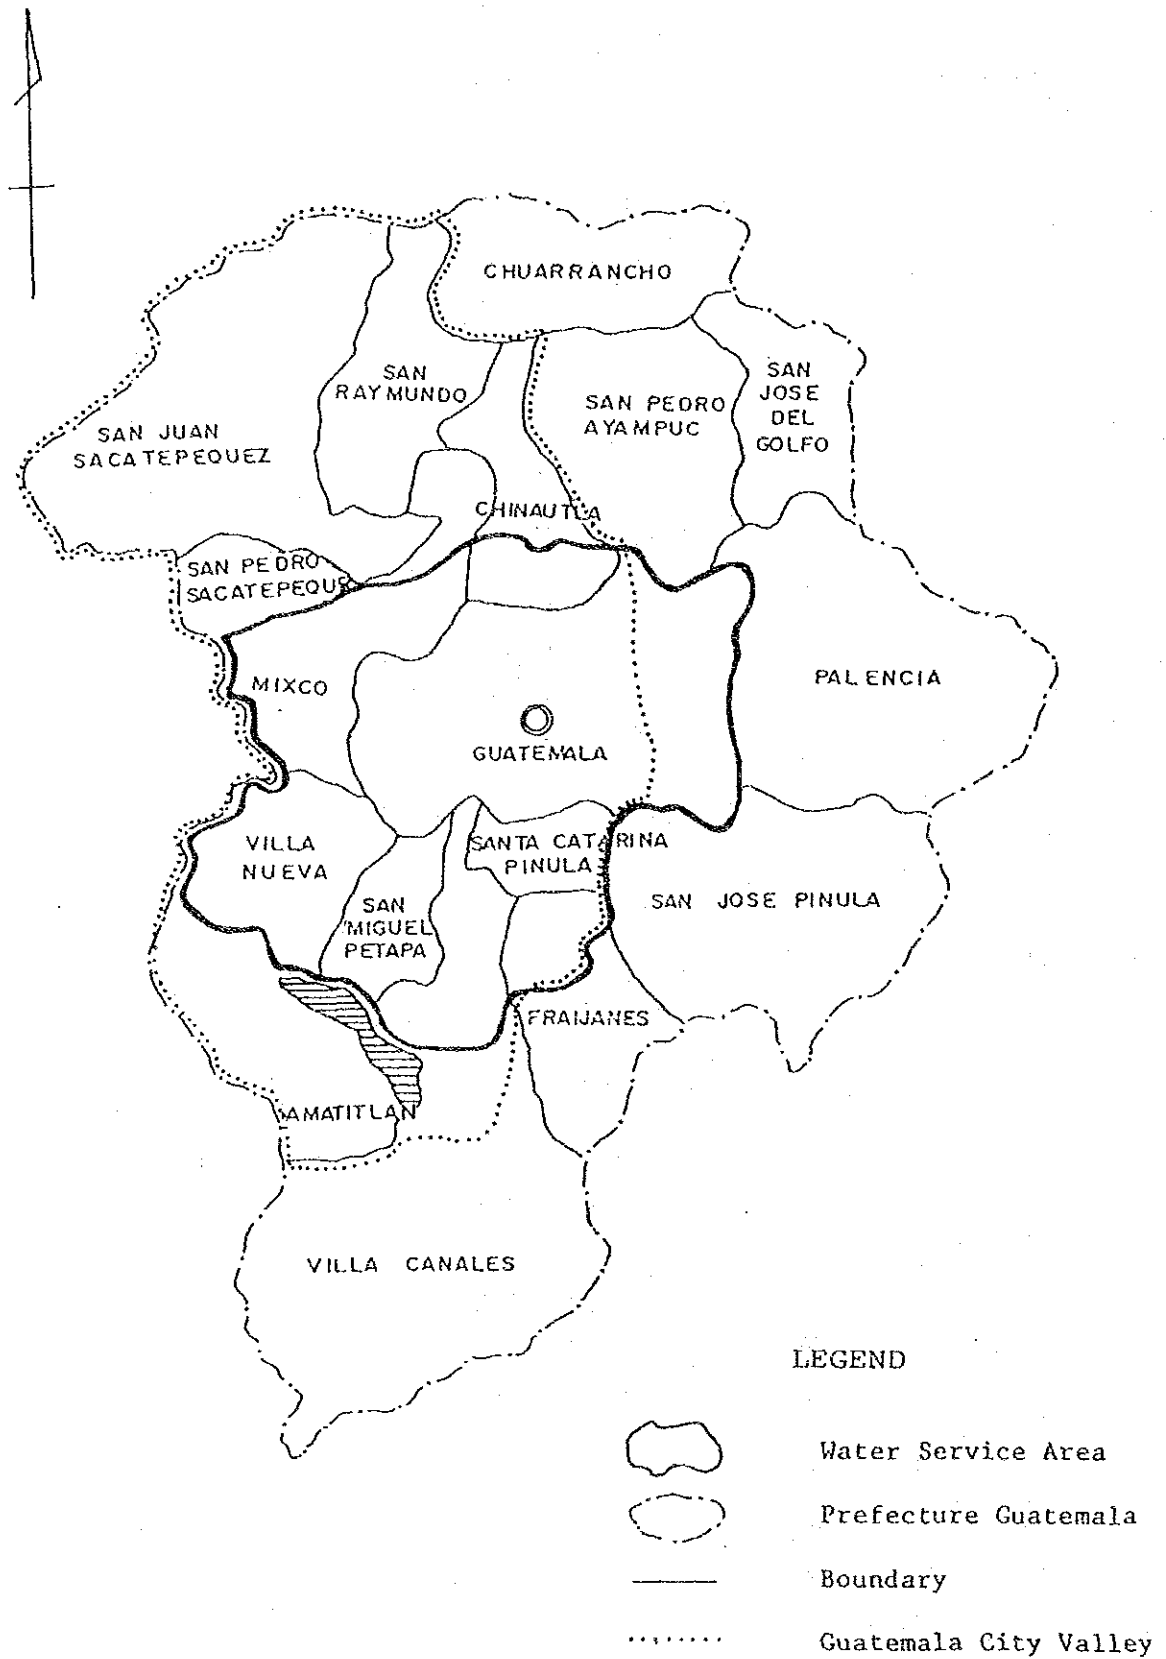 CHUARRANCHO
SAN
RAYMUNDO
SAN JOSE
DEL
GOLFO
SAN PEDRO
AYAMPUC
SAN JUAN
SACATEPEQUEZ
CHINAUTLA
SAN PEDRO
SACATEPEQUE
MIXCO
PALENCIA
GUATEMALA
VILLA
NUEVA
SANTA CATARINA
PINULA
SAN
MIGUEL
PETAPA
SAN JOSE PINULA
FRAIJANES
AMATITLAN
VILLA CANALES
LEGEND
Water Service Area
Prefecture Guatemala
Boundary
Guatemala City Valley